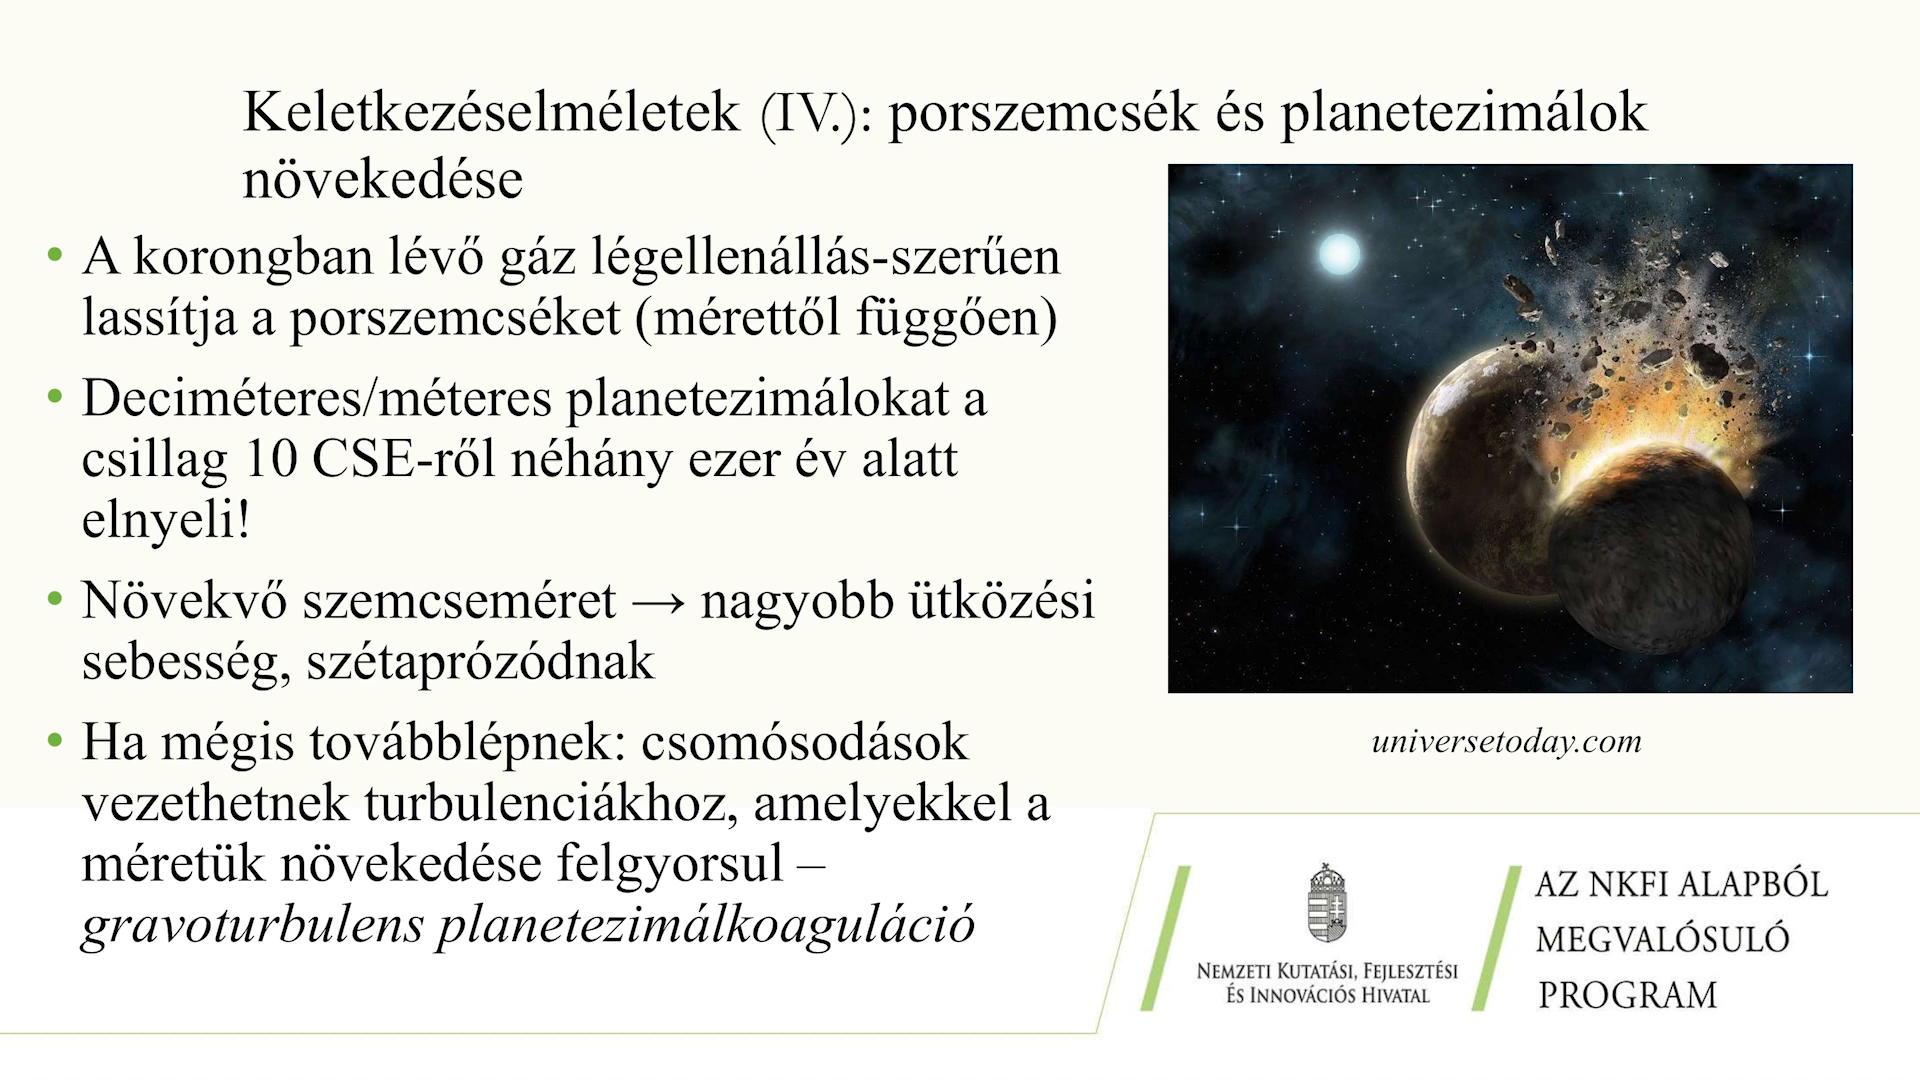 Keletkezéselméletek (IV.): porszemcsék és planetezimálok
növekedése
• A korongban lévő gáz légellenállás-szerűen
lassítja a porszemcséket (mérettől függően)
• Deciméteres/méteres planetezimálokat a
csillag 10 CSE-ről néhány ezer év alatt
elnyeli!
• Növekvő szemcseméret → nagyobb ütközési
sebesség, szétaprózódnak
• Ha mégis továbblépnek: csomósodások
vezethetnek turbulenciákhoz, amelyekkel a
méretük növekedése felgyorsul –
gravoturbulens planetezimálkoaguláció
universetoday.com
NEMZETI KUTATÁSI, FEJLESZTÉSI
ÉS INNOVÁCIÓS HIVATAL
AZ NKFI ALAPBÓL
MEGVALÓSULÓ
PROGRAM